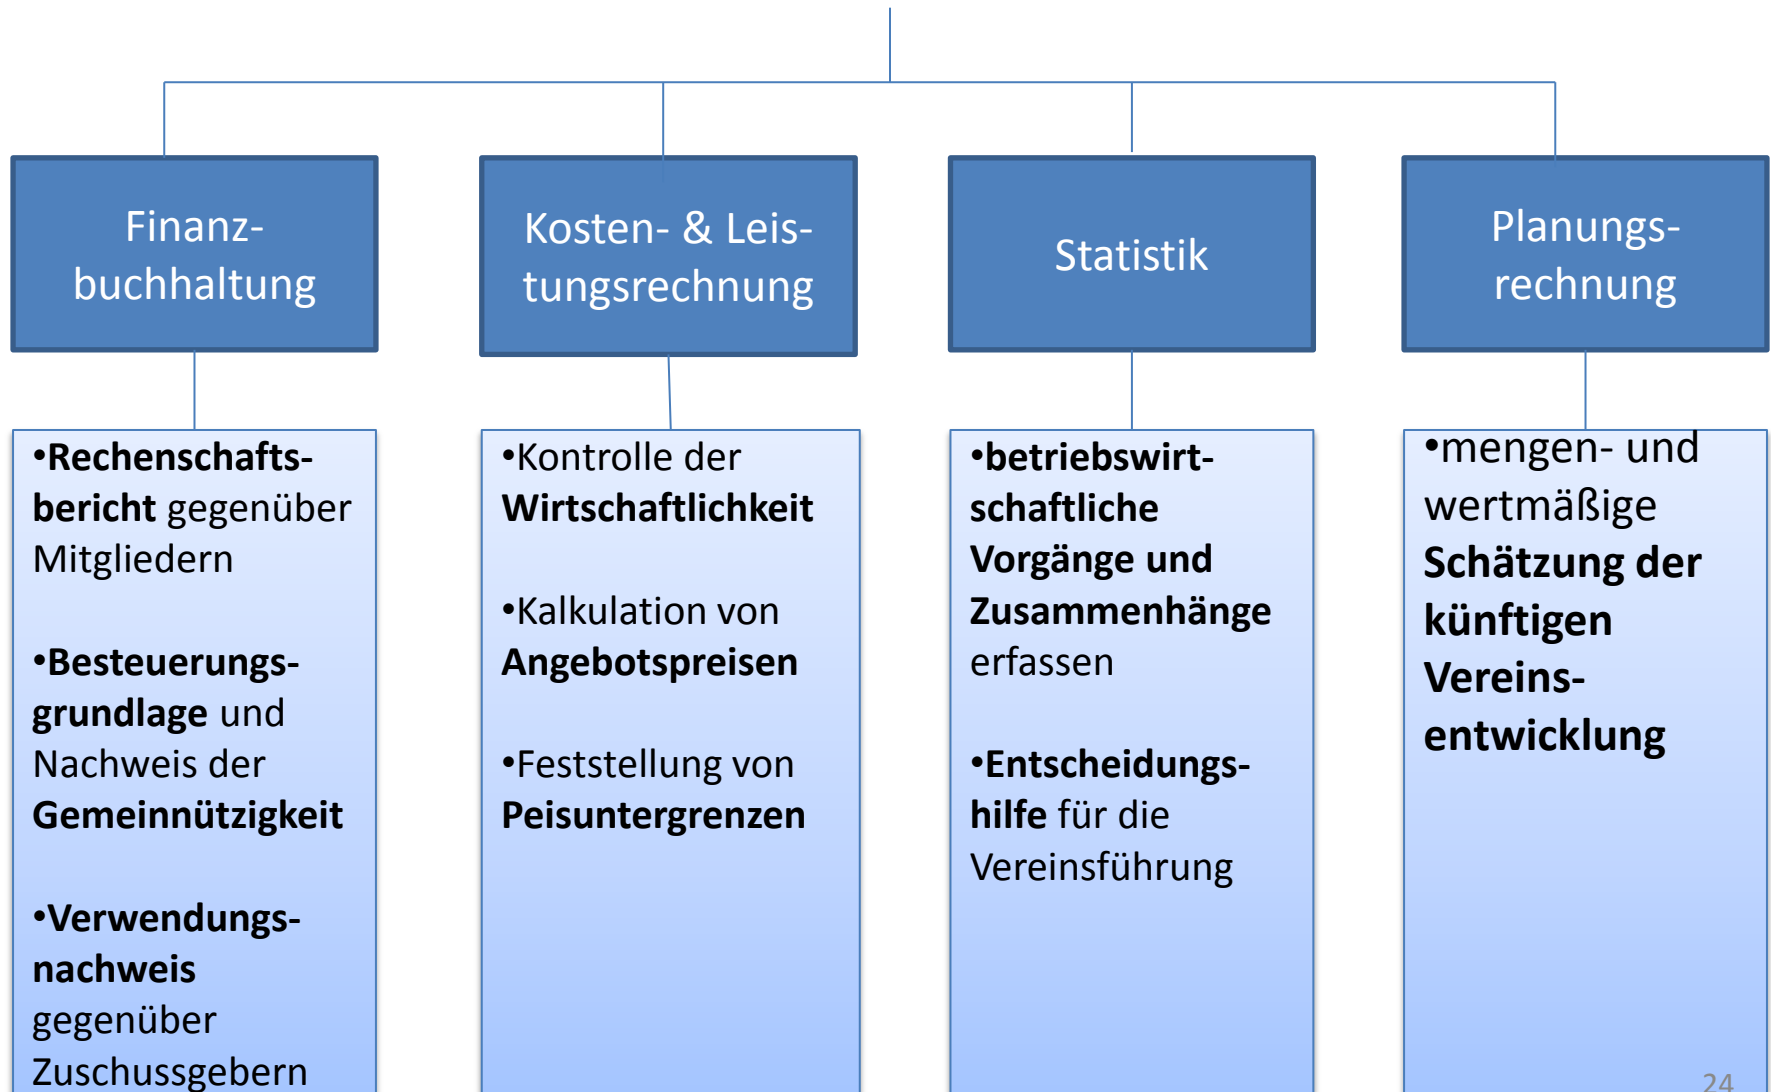 Finanz-
buchhaltung
Kosten- & Leis-
tungsrechnung
Statistik
Planungs-
rechnung
•Rechenschafts-
bericht gegenüber
Mitgliedern
•Besteuerungs-
grundlage und
Nachweis der
Gemeinnützigkeit
•Verwendungs-
nachweis
gegenüber
Zuschussgebern
•Kontrolle der
Wirtschaftlichkeit
•Kalkulation von
Angebotspreisen
•Feststellung von
Peisuntergrenzen
•betriebswirt-
schaftliche
Vorgänge und
Zusammenhänge
erfassen
•Entscheidungs-
hilfe für die
Vereinsführung
•mengen- und
wertmäßige
Schätzung der
künftigen
Vereins-
entwicklung
24